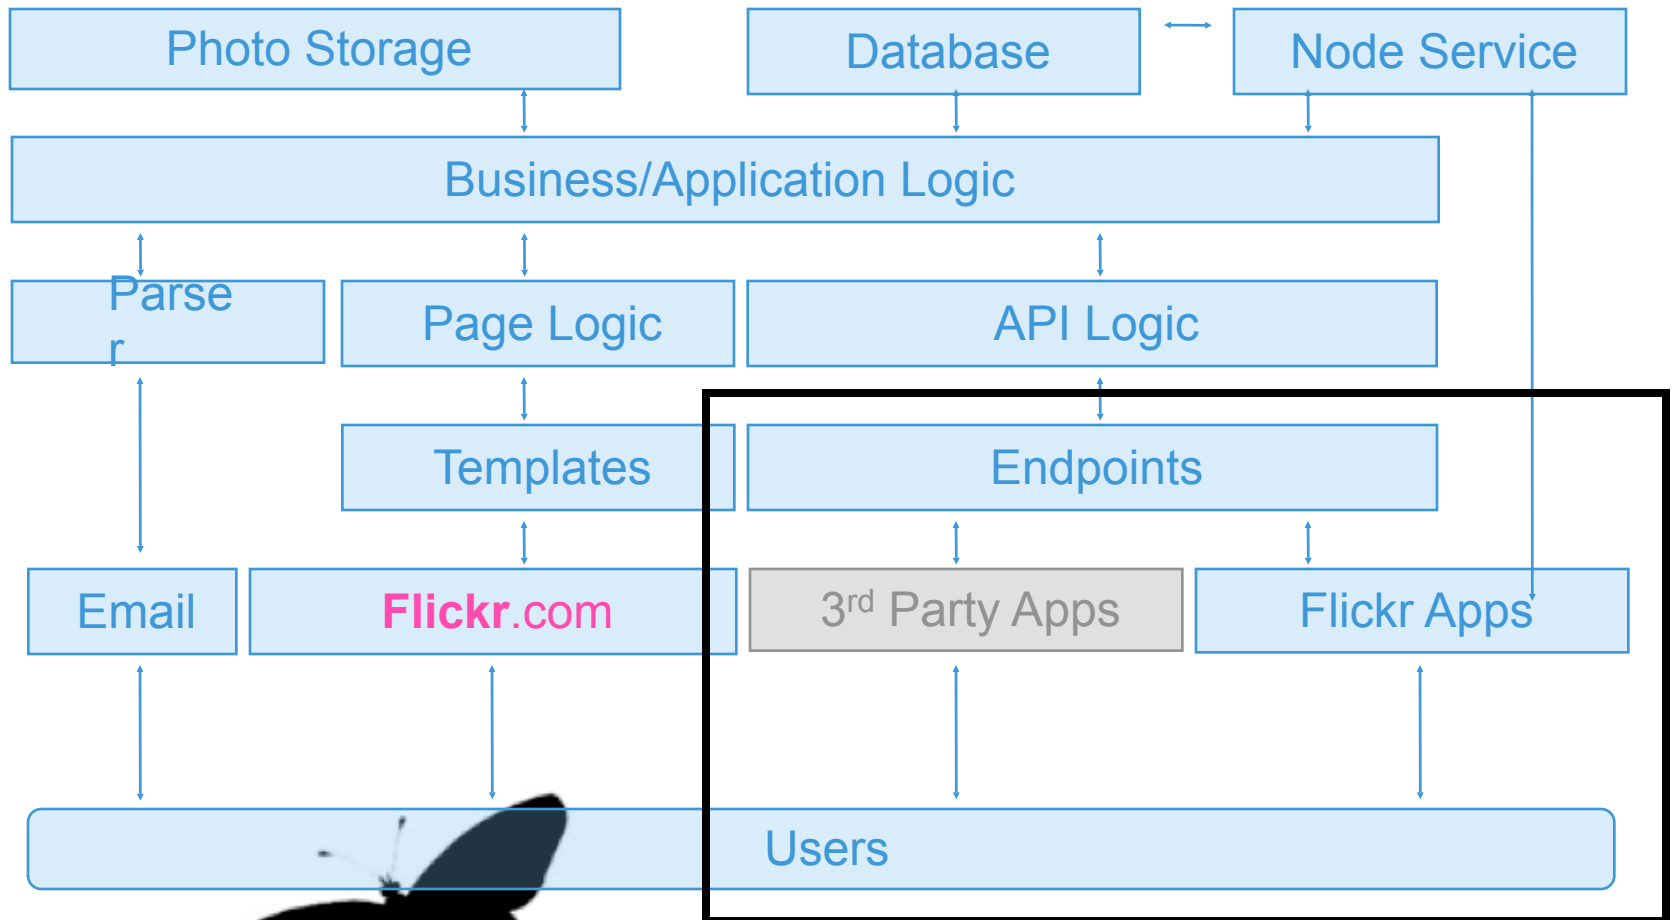 Photo Storage
Database
Node Service
Business/Application Logic
Parse
r
Page Logic
API Logic
Templates
Endpoints
Email
Flickr.com
3rd Party Apps
Flickr Apps
Users